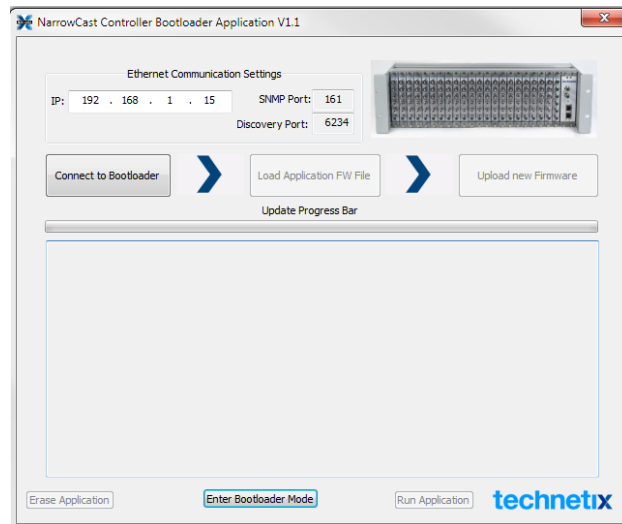 NarrowCast Controller Bootloader Application V1.1
Ethernet Communication Settings
IP: 192 . 168 . 1 . 15 SNMP Port: 161
Discovery Port: 6234
Connect to Bootloader Load Application FW File Upload new Firmware
Update Progress Bar
Erase Application Enter Bootloader Mode Run Application technetix